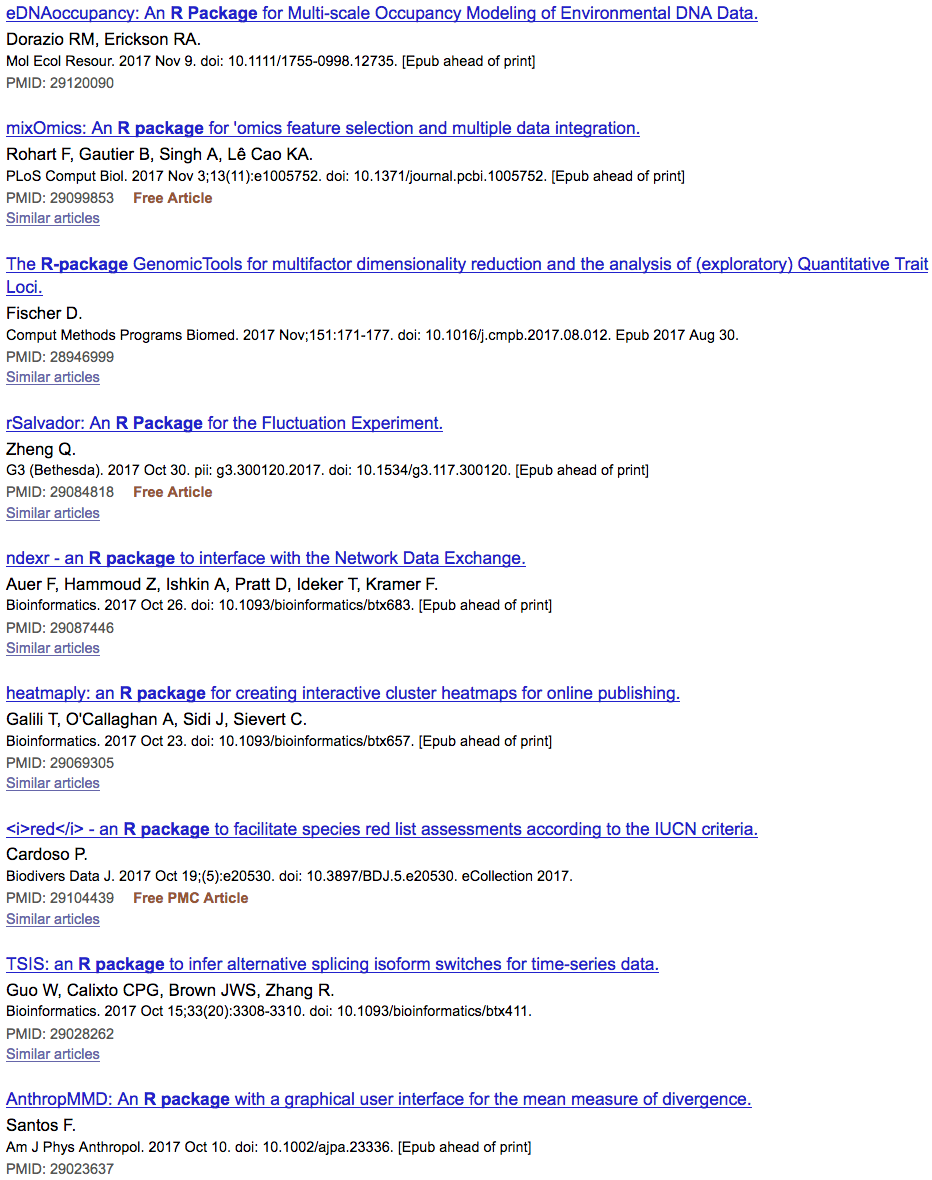 eDNAoccupancy: An R Package for Multi-scale Occupancy Modeling of Environmental DNA Data.
Dorazio RM, Erickson RA.
Mol Ecol Resour. 2017 Nov 9. doi: 10.1111/1755-0998.12735. [Epub ahead of print]
PMID: 29120090
mixOmics: An R package for 'omics feature selection and multiple data integration.
Rohart F, Gautier B, Singh A, Lê Cao KA.
PLoS Comput Biol. 2017 Nov 3;13(11):e1005752. doi: 10.1371/journal.pcbi.1005752. [Epub ahead of print]
PMID: 29099853 Free Article
Similar articles
The R-package GenomicTools for multifactor dimensionality reduction and the analysis of (exploratory) Quantitative Trait
Loci.
Fischer D.
Comput Methods Programs Biomed. 2017 Nov;151:171-177. doi: 10.1016/j.cmpb.2017.08.012. Epub 2017 Aug 30.
PMID: 28946999
Similar articles
rSalvador: An R Package for the Fluctuation Experiment.
Zheng Q.
G3 (Bethesda). 2017 Oct 30. pii: g3.300120.2017. doi: 10.1534/g3.117.300120. [Epub ahead of print]
PMID: 29084818 Free Article
Similar articles
ndexr - an R package to interface with the Network Data Exchange.
Auer F, Hammoud Z, Ishkin A, Pratt D, Ideker T, Kramer F.
Bioinformatics. 2017 Oct 26. doi: 10.1093/bioinformatics/btx683. [Epub ahead of print]
PMID: 29087446
Similar articles
heatmaply: an R package for creating interactive cluster heatmaps for online publishing.
Galili T, O'Callaghan A, Sidi J, Sievert C.
Bioinformatics. 2017 Oct 23. doi: 10.1093/bioinformatics/btx657. [Epub ahead of print]
PMID: 29069305
Similar articles
&lt;i&gt;red&lt;/i&gt; - an R package to facilitate species red list assessments according to the IUCN criteria.
Cardoso P.
Biodivers Data J. 2017 Oct 19;(5):e20530. doi: 10.3897/BDJ.5.e20530. eCollection 2017.
PMID: 29104439 Free PMC Article
Similar articles
TSIS: an R package to infer alternative splicing isoform switches for time-series data.
Guo W, Calixto CPG, Brown JWS, Zhang R.
Bioinformatics. 2017 Oct 15;33(20):3308-3310. doi: 10.1093/bioinformatics/btx411.
PMID: 29028262
Similar articles
AnthropMMD: An R package with a graphical user interface for the mean measure of divergence.
Santos F.
Am J Phys Anthropol. 2017 Oct 10. doi: 10.1002/ajpa.23336. [Epub ahead of print]
PMID: 29023637